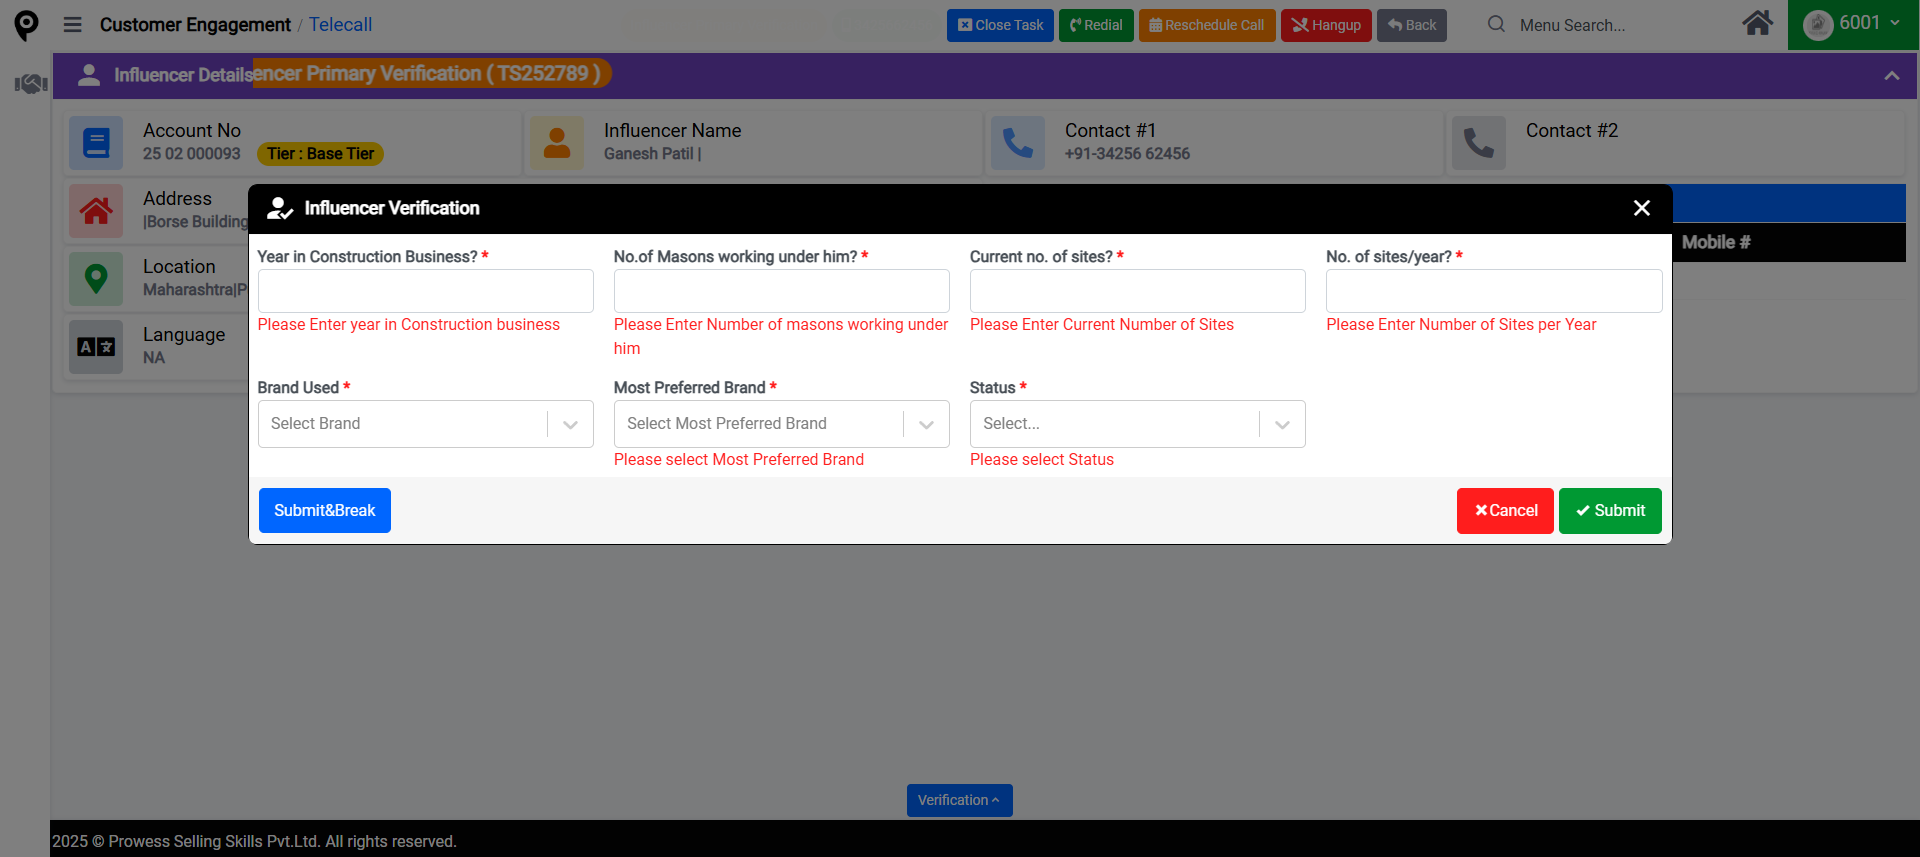 Customer Engagement / Telecall
Close Task
Redial
Reschedule Call
Hangup
Back
Menu Search...
6001
Influencer Details
encer Primary Verification ( TS252789 )
Account No
25 02 000093
Tier : Base Tier
Influencer Name
Ganesh Patil |
Contact #1
+91-34256 62456
Contact #2
Address
|Borse Building
Location
Maharashtra|P
Language
NA
A
Mobile #
Influencer Verification
Year in Construction Business? *
Please Enter year in Construction business
No.of Masons working under him? *
Please Enter Number of masons working under
him
Current no. of sites? *
Please Enter Current Number of Sites
No. of sites/year? *
Please Enter Number of Sites per Year
Brand Used *
Select Brand
Most Preferred Brand *
Select Most Preferred Brand
Please select Most Preferred Brand
Status *
Select...
Please select Status
Submit&Break
Cancel
Submit
Verification
2025 © Prowess Selling Skills Pvt.Ltd. All rights reserved.